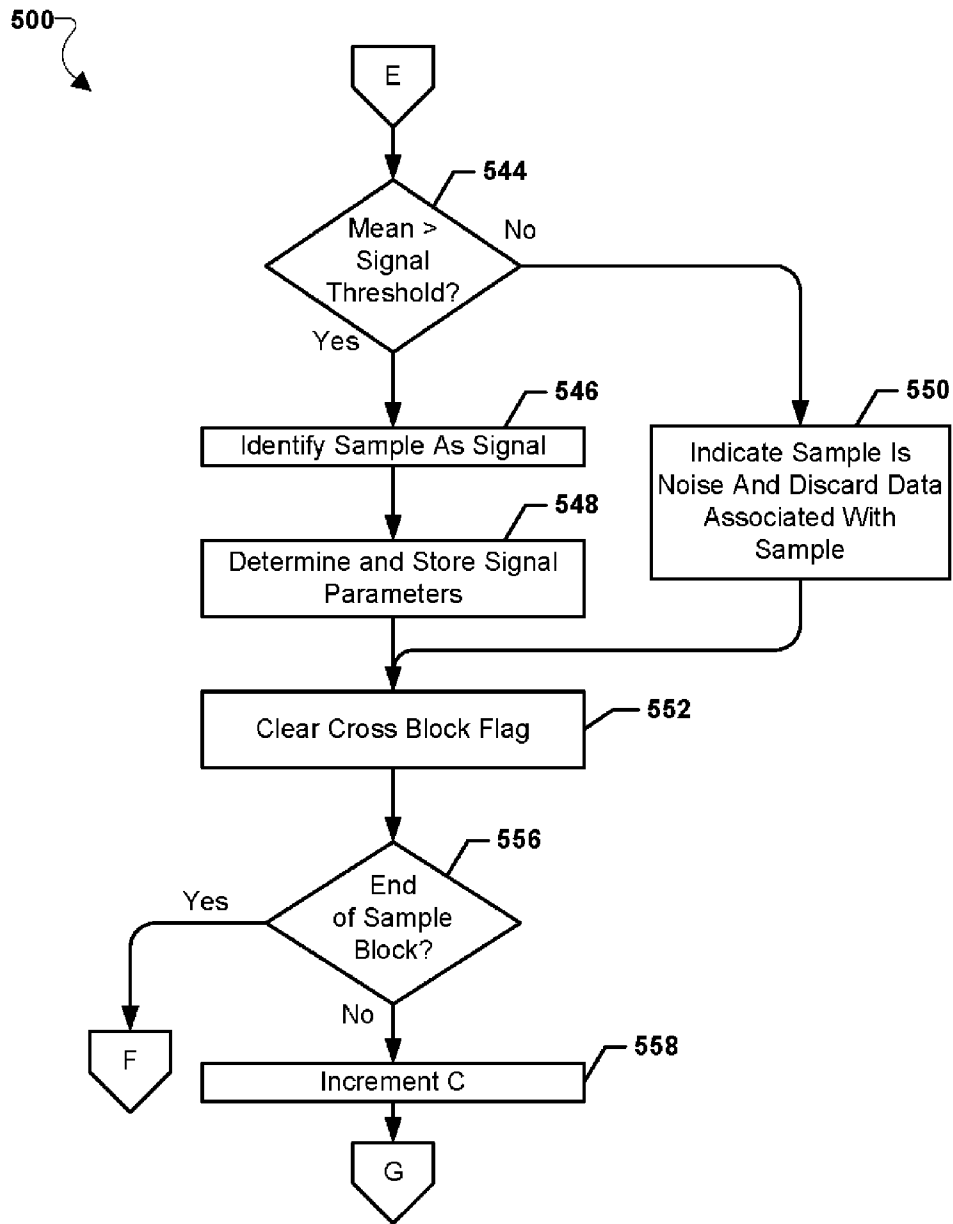 500
E
544
Mean >
Signal
Threshold?
No
Yes
546
Identify Sample As Signal
550
Indicate Sample Is
Noise And Discard Data
Associated With
Sample
548
Determine and Store Signal
Parameters
Clear Cross Block Flag
552
556
End
of Sample
Block?
Yes
No
F
558
Increment C
G